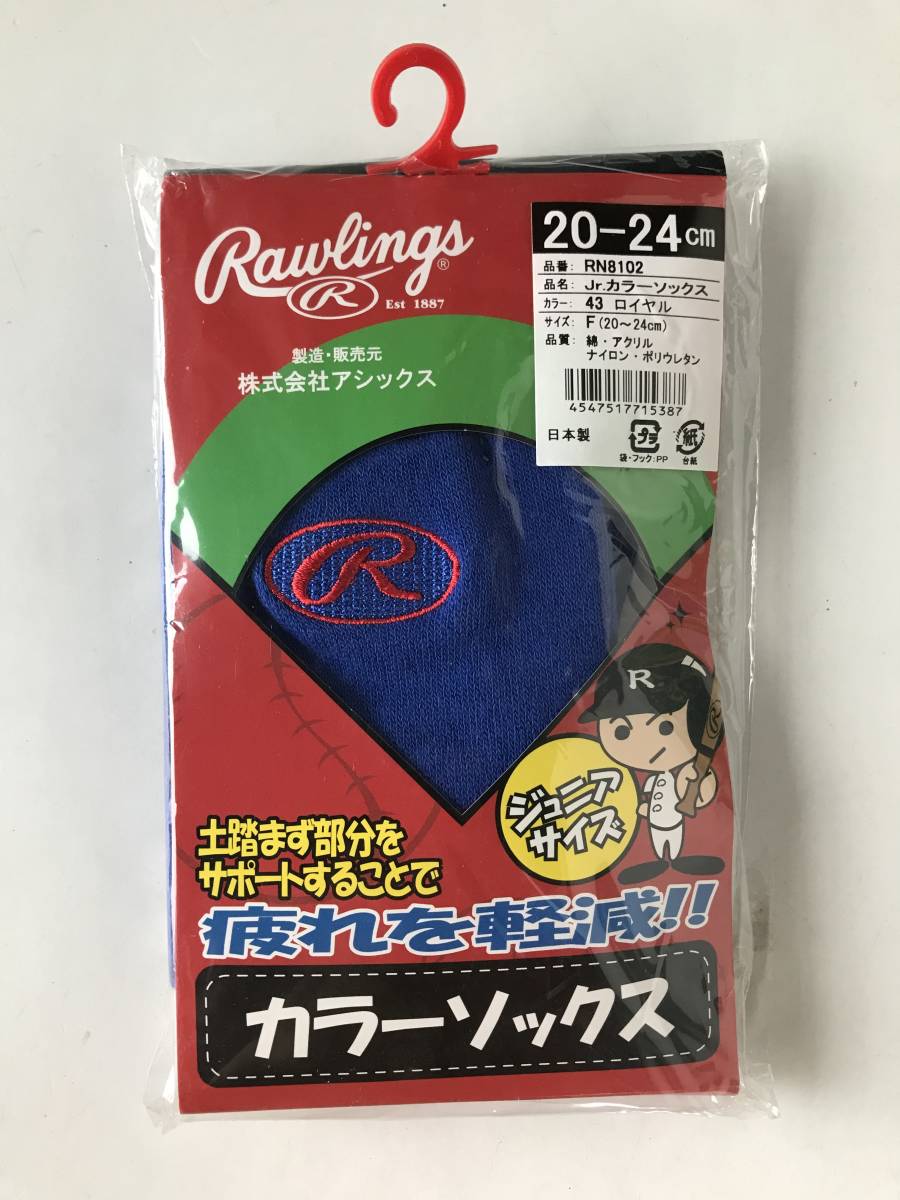 Rawlings®
R
Est 1887
製造・販売元
株式会社アシックス
20-24cm
品番: RN8102
品名: Jr.カラーソックス
カラー: 43 ロイヤル
サイズ: F(20〜24cm)
品質: 綿・アクリル
ナイロン・ポリウレタン
4547517715387
日本製
プラ
紙
袋・フック:PP
台紙
R
R
R
ジュニア
サイズ
土踏まず部分を
サポートすることで
疲れを軽減!!
カラーソックス